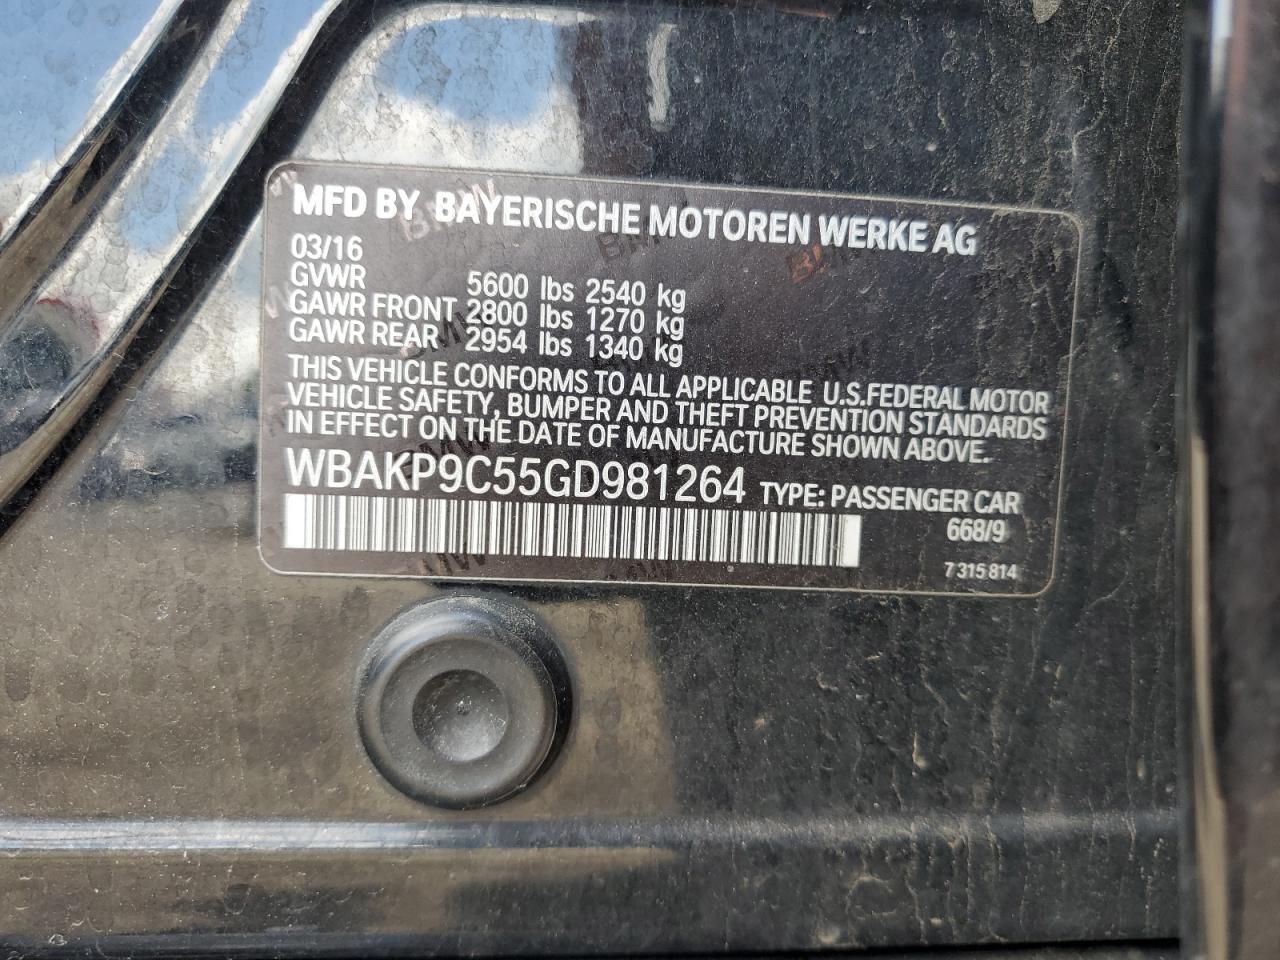 MFD BY BAYERISCHE MOTOREN WERKE AG
03/16
GVWR 5600 lbs 2540 kg
GAWR FRONT 2800 lbs 1270 kg
GAWR REAR 2954 lbs 1340 kg
THIS VEHICLE CONFORMS TO ALL APPLICABLE U.S.FEDERAL MOTOR
VEHICLE SAFETY, BUMPER AND THEFT PREVENTION STANDARDS
IN EFFECT ON THE DATE OF MANUFACTURE SHOWN ABOVE.
WBAKP9C55GD981264 TYPE: PASSENGER CAR
668/9
7 315 814